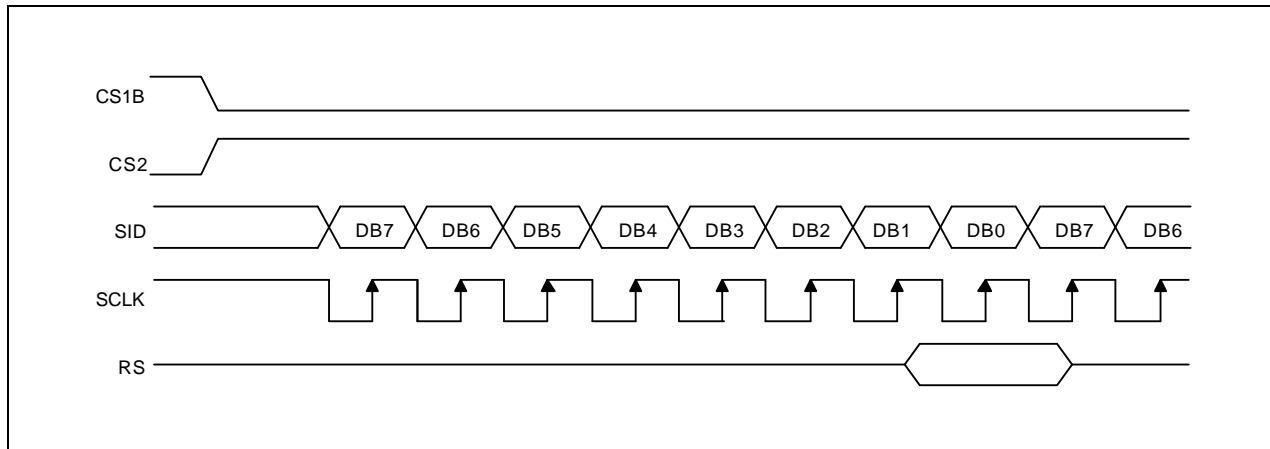 CS1B
CS2
SID DB7 DB6 DB5 DB4 DB3 DB2 DB1 DB0 DB7 DB6
SCLK
RS